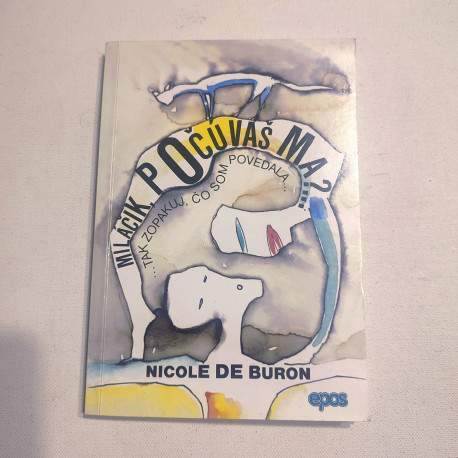 MILÁČIK, POČÚVAŠ MA?.....
...TAK ZOPAKUJ, ČO SOM POVEDALA...
NICOLE DE BURON
epos